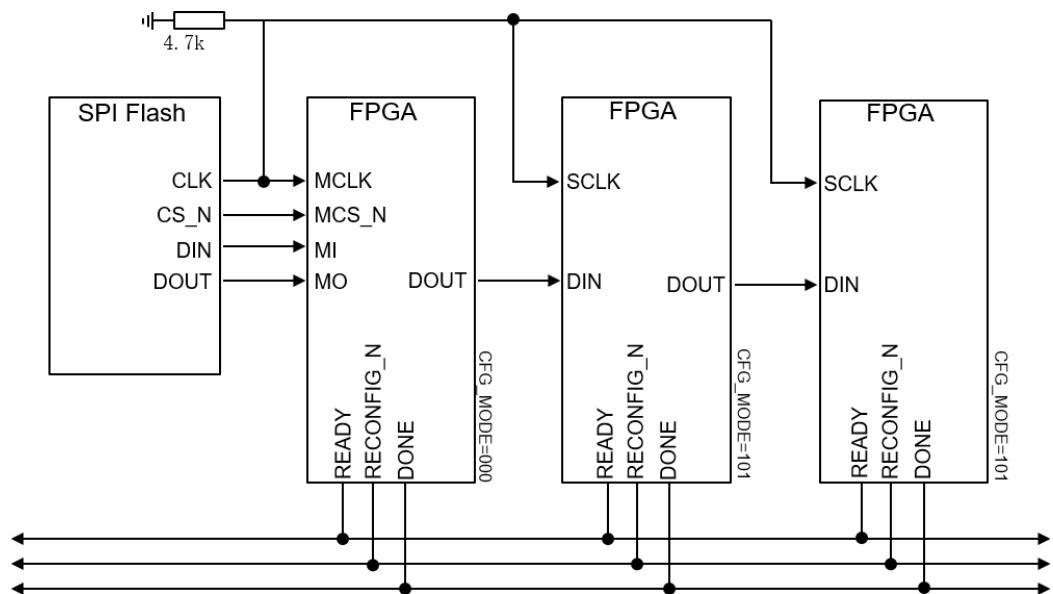 4.7k
SPI Flash
CLK
CS_N
DIN
DOUT
FPGA
MCLK
MCS_N
MI
MO
DOUT
READY
RECONFIG_N
DONE
CFG_MODE=000
FPGA
SCLK
DIN
DOUT
READY
RECONFIG_N
DONE
CFG_MODE=101
FPGA
SCLK
DIN
READY
RECONFIG_N
DONE
CFG_MODE=101